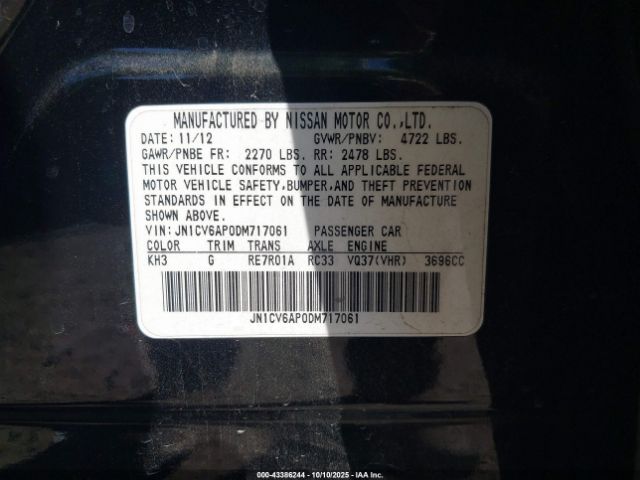 MANUFACTURED BY NISSAN MOTOR CO.,LTD.
DATE: 11/12 GVWR/PNBV: 4722 LBS.
GAWR/PNBE FR: 2270 LBS. RR: 2478 LBS.
THIS VEHICLE CONFORMS TO ALL APPLICABLE FEDERAL
MOTOR VEHICLE SAFETY,BUMPER,AND THEFT PREVENTION
STANDARDS IN EFFECT ON THE DATE OF MANUFACTURE
SHOWN ABOVE.
VIN:JN1CV6AP0DM717061 PASSENGER CAR
COLOR TRIM TRANS AXLE ENGINE
KH3 G RE7R01A RC33 VQ37(VHR) 3696CC
JN1CV6AP0DM717061
000-43386244 | 10/10/2025 - IAA Inc.